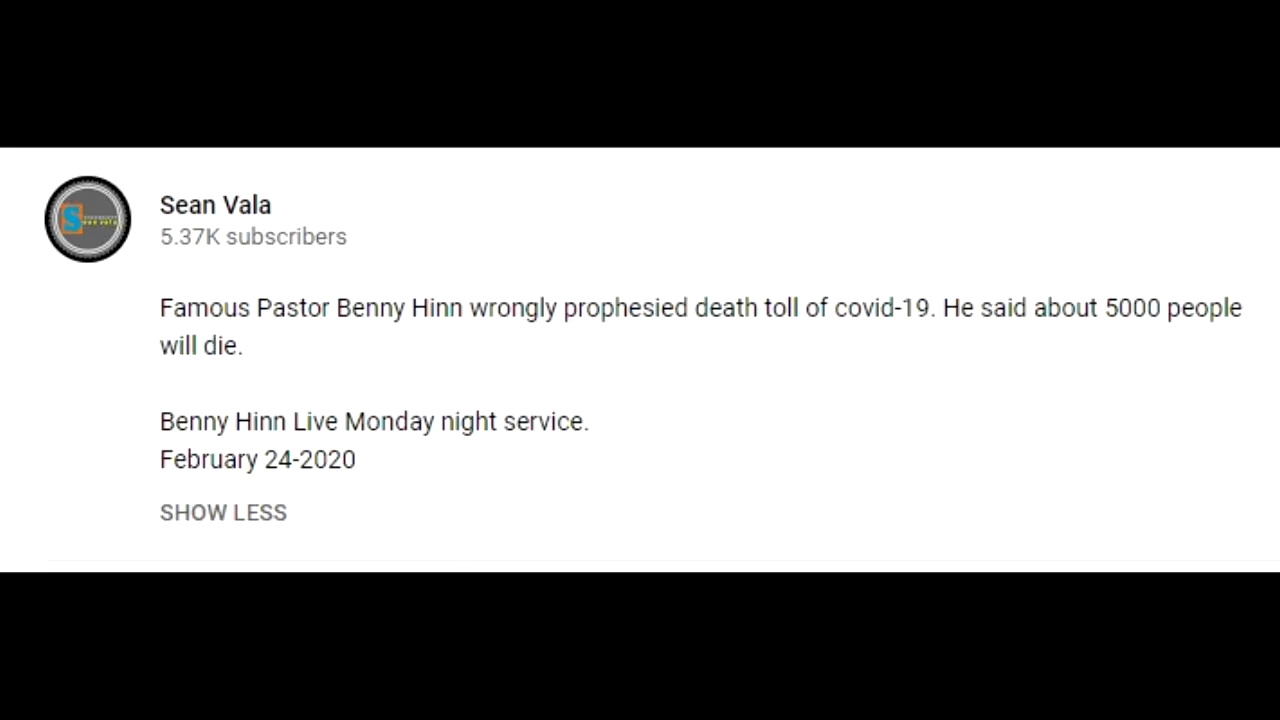 Sean Vala
5.37K subscribers
Famous Pastor Benny Hinn wrongly prophesied death toll of covid-19. He said about 5000 people
will die.
Benny Hinn Live Monday night service.
February 24-2020
SHOW LESS